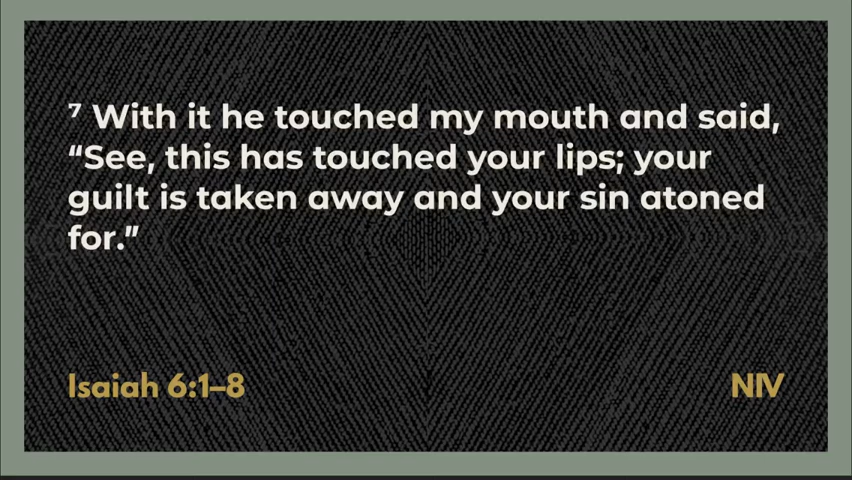 ⁷ With it he touched my mouth and said,
“See, this has touched your lips; your
guilt is taken away and your sin atoned
for.”
Isaiah 6:1–8
NIV